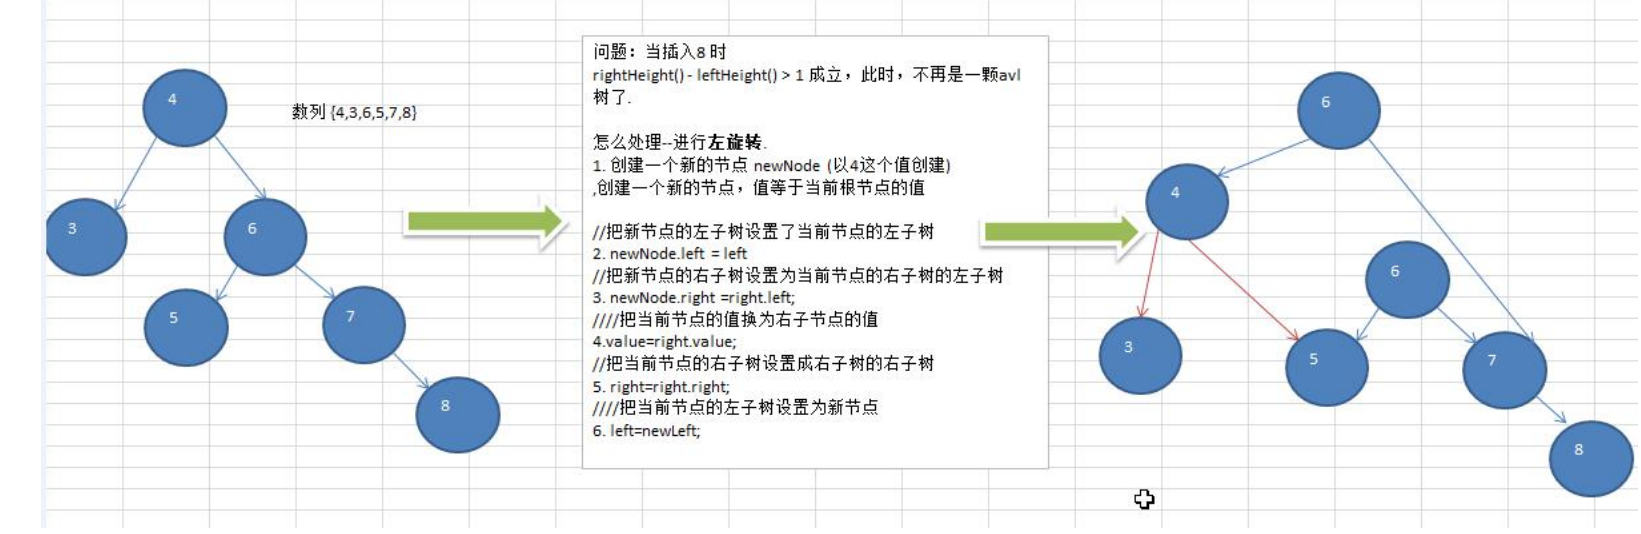 4
数列 {4,3,6,5,7,8}
3
6
5
7
8
问题：当插入8 时
rightHeight() - leftHeight() > 1 成立，此时，不再是一颗avl
树了.
怎么处理--进行左旋转.
1. 创建一个新的节点 newNode (以4这个值创建)
,创建一个新的节点，值等于当前根节点的值
//把新节点的左子树设置了当前节点的左子树
2. newNode.left = left
//把新节点的右子树设置为当前节点的右子树的左子树
3. newNode.right =right.left;
////把当前节点的值换为右子节点的值
4.value=right.value;
//把当前节点的右子树设置成右子树的右子树
5. right=right.right;
////把当前节点的左子树设置为新节点
6. left=newLeft;
6
4
6
3
5
7
8